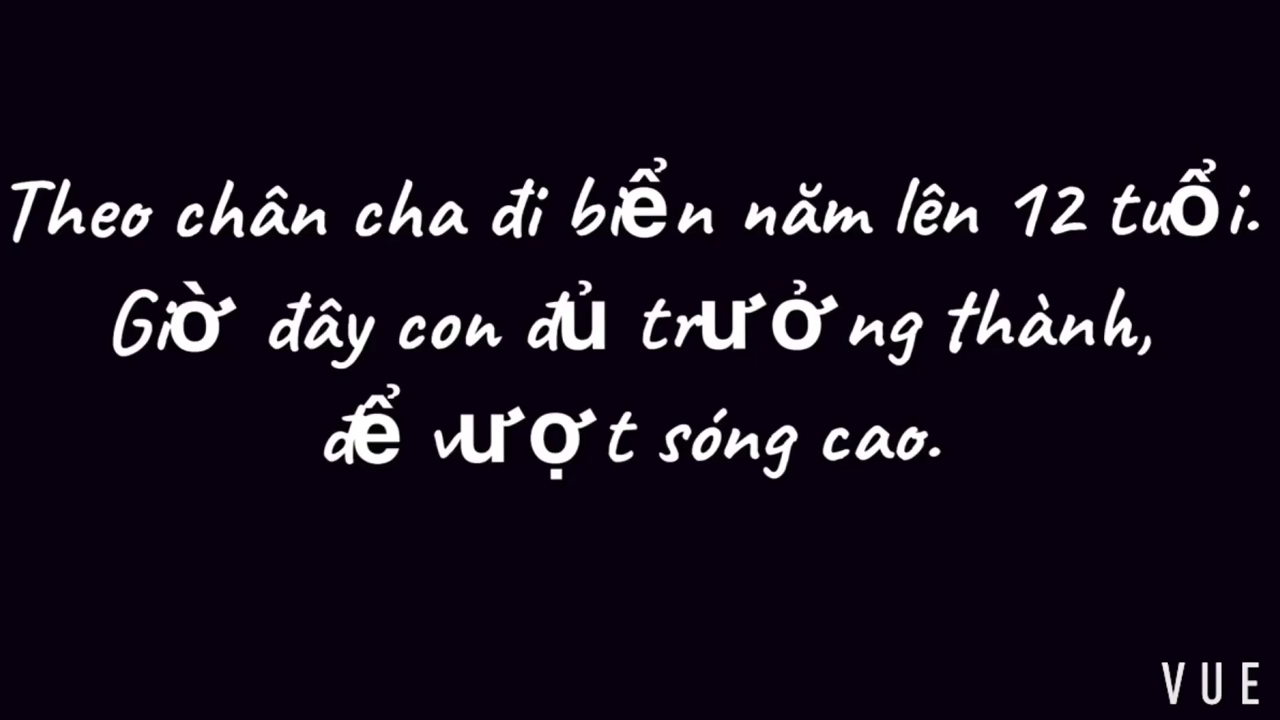 Theo chân cha đi biển năm lên 12 tuổi.
Giờ đây con đủ trưởng thành,
để vượt sóng cao.
VUE